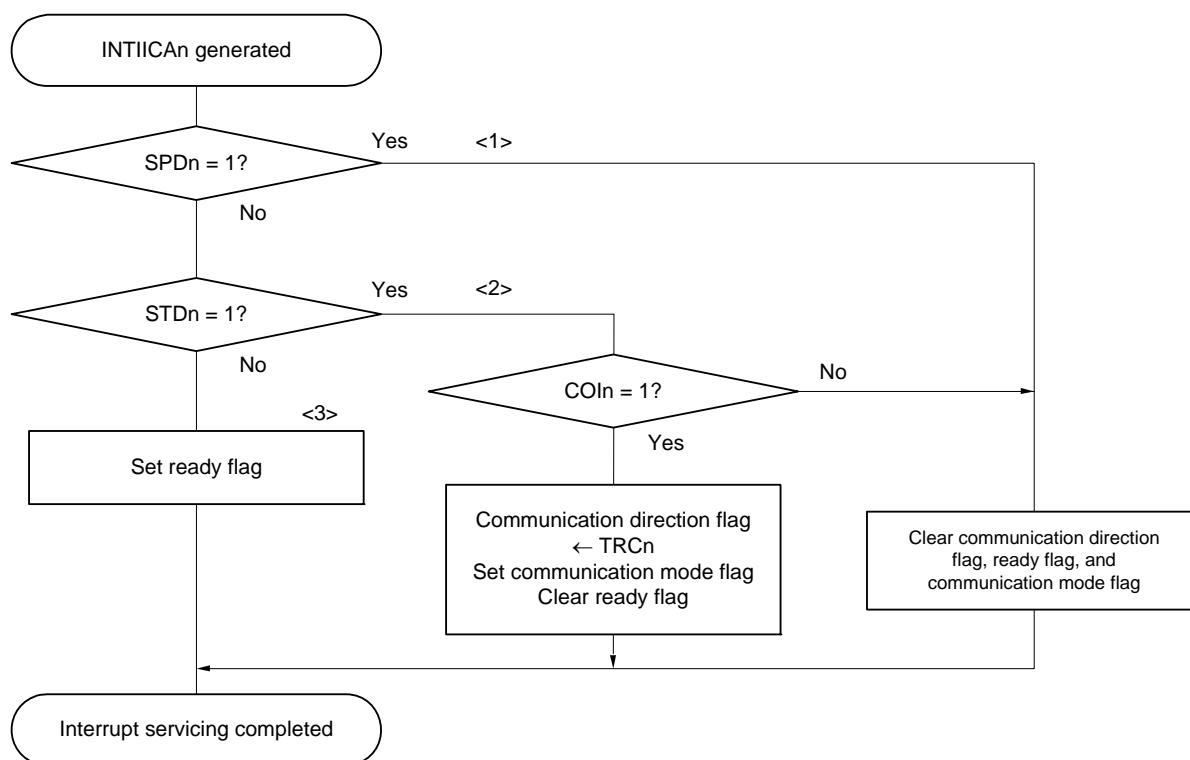 INTIICAn generated
Yes
<1>
SPDn = 1?
No
Yes
<2>
STDn = 1?
No
COIn = 1?
No
<3>
Yes
Set ready flag
Communication direction flag
← TRCn
Set communication mode flag
Clear ready flag
Clear communication direction
flag, ready flag, and
communication mode flag
Interrupt servicing completed